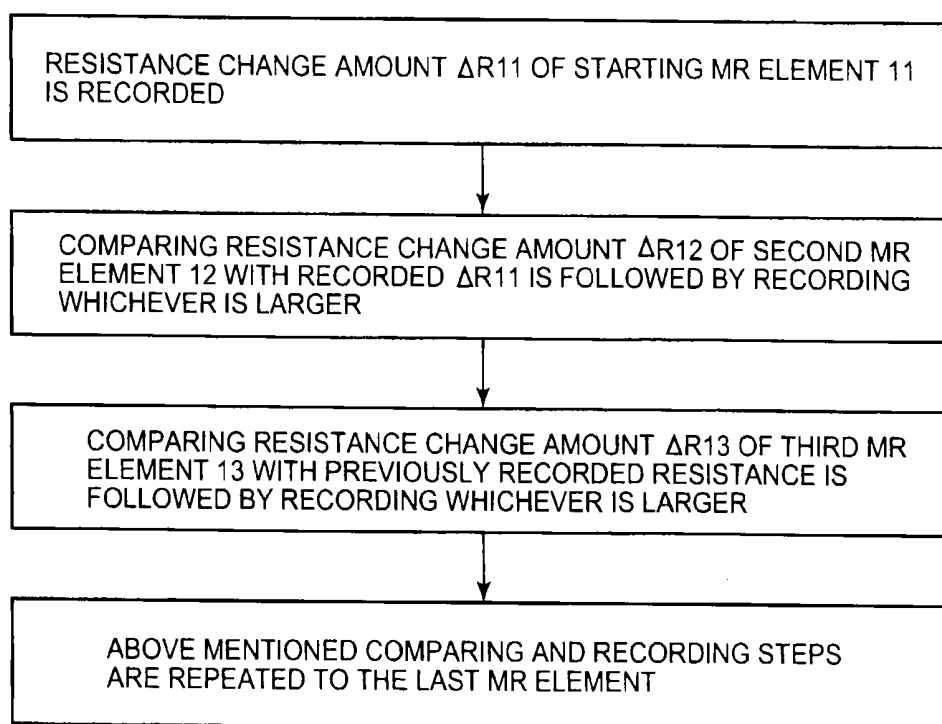 RESISTANCE CHANGE AMOUNT ΔR11 OF STARTING MR ELEMENT 11
IS RECORDED
COMPARING RESISTANCE CHANGE AMOUNT ΔR12 OF SECOND MR
ELEMENT 12 WITH RECORDED ΔR11 IS FOLLOWED BY RECORDING
WHICHEVER IS LARGER
COMPARING RESISTANCE CHANGE AMOUNT ΔR13 OF THIRD MR
ELEMENT 13 WITH PREVIOUSLY RECORDED RESISTANCE IS
FOLLOWED BY RECORDING WHICHEVER IS LARGER
ABOVE MENTIONED COMPARING AND RECORDING STEPS
ARE REPEATED TO THE LAST MR ELEMENT